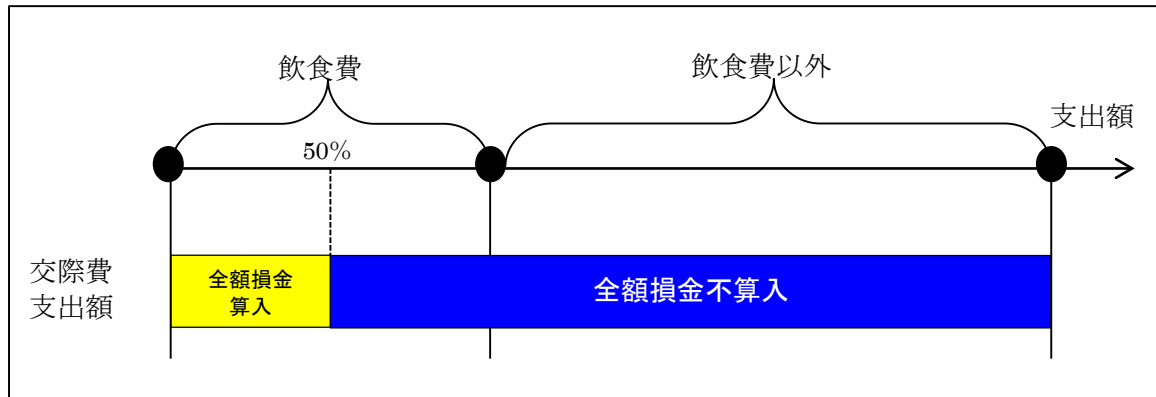 飲食費
飲食費以外
支出額
50%
交際費
支出額
全額損金
算入
全額損金不算入